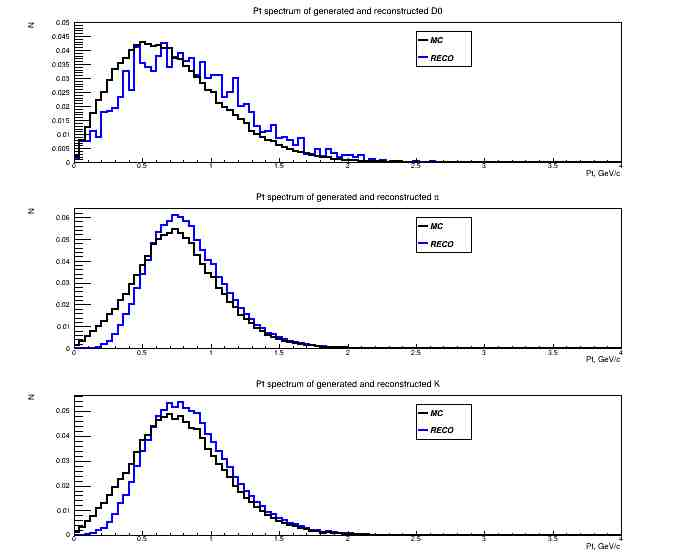 Pt spectrum of generated and reconstructed D0
N
0.05
0.045
0.04
0.035
0.03
0.025
0.02
0.015
0.01
0.005
0
MC
RECO
0 0.5 1 1.5 2 2.5 3 3.5 4
Pt, GeV/c
Pt spectrum of generated and reconstructed π
N
0.06
0.05
0.04
0.03
0.02
0.01
0
MC
RECO
0 0.5 1 1.5 2 2.5 3 3.5 4
Pt, GeV/c
Pt spectrum of generated and reconstructed K
N
0.05
0.04
0.03
0.02
0.01
0
MC
RECO
0 0.5 1 1.5 2 2.5 3 3.5 4
Pt, GeV/c